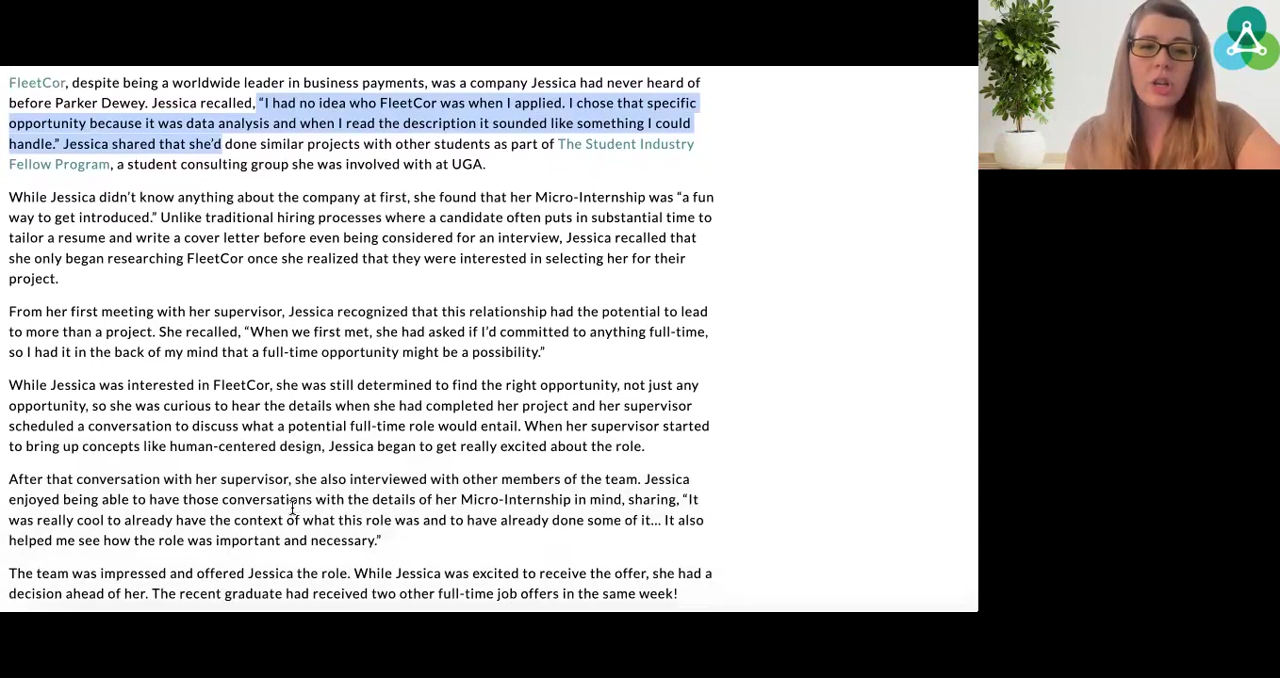 FleetCor, despite being a worldwide leader in business payments, was a company Jessica had never heard of
before Parker Dewey. Jessica recalled, “I had no idea who FleetCor was when I applied. I chose that specific
opportunity because it was data analysis and when I read the description it sounded like something I could
handle.” Jessica shared that she’d done similar projects with other students as part of The Student Industry
Fellow Program, a student consulting group she was involved with at UGA.
While Jessica didn’t know anything about the company at first, she found that her Micro-Internship was “a fun
way to get introduced.” Unlike traditional hiring processes where a candidate often puts in substantial time to
tailor a resume and write a cover letter before even being considered for an interview, Jessica recalled that
she only began researching FleetCor once she realized that they were interested in selecting her for their
project.
From her first meeting with her supervisor, Jessica recognized that this relationship had the potential to lead
to more than a project. She recalled, “When we first met, she had asked if I’d committed to anything full-time,
so I had it in the back of my mind that a full-time opportunity might be a possibility.”
While Jessica was interested in FleetCor, she was still determined to find the right opportunity, not just any
opportunity, so she was curious to hear the details when she had completed her project and her supervisor
scheduled a conversation to discuss what a potential full-time role would entail. When her supervisor started
to bring up concepts like human-centered design, Jessica began to get really excited about the role.
After that conversation with her supervisor, she also interviewed with other members of the team. Jessica
enjoyed being able to have those conversations with the details of her Micro-Internship in mind, sharing, “It
was really cool to already have the context of what this role was and to have already done some of it... It also
helped me see how the role was important and necessary.”
The team was impressed and offered Jessica the role. While Jessica was excited to receive the offer, she had a
decision ahead of her. The recent graduate had received two other full-time job offers in the same week!